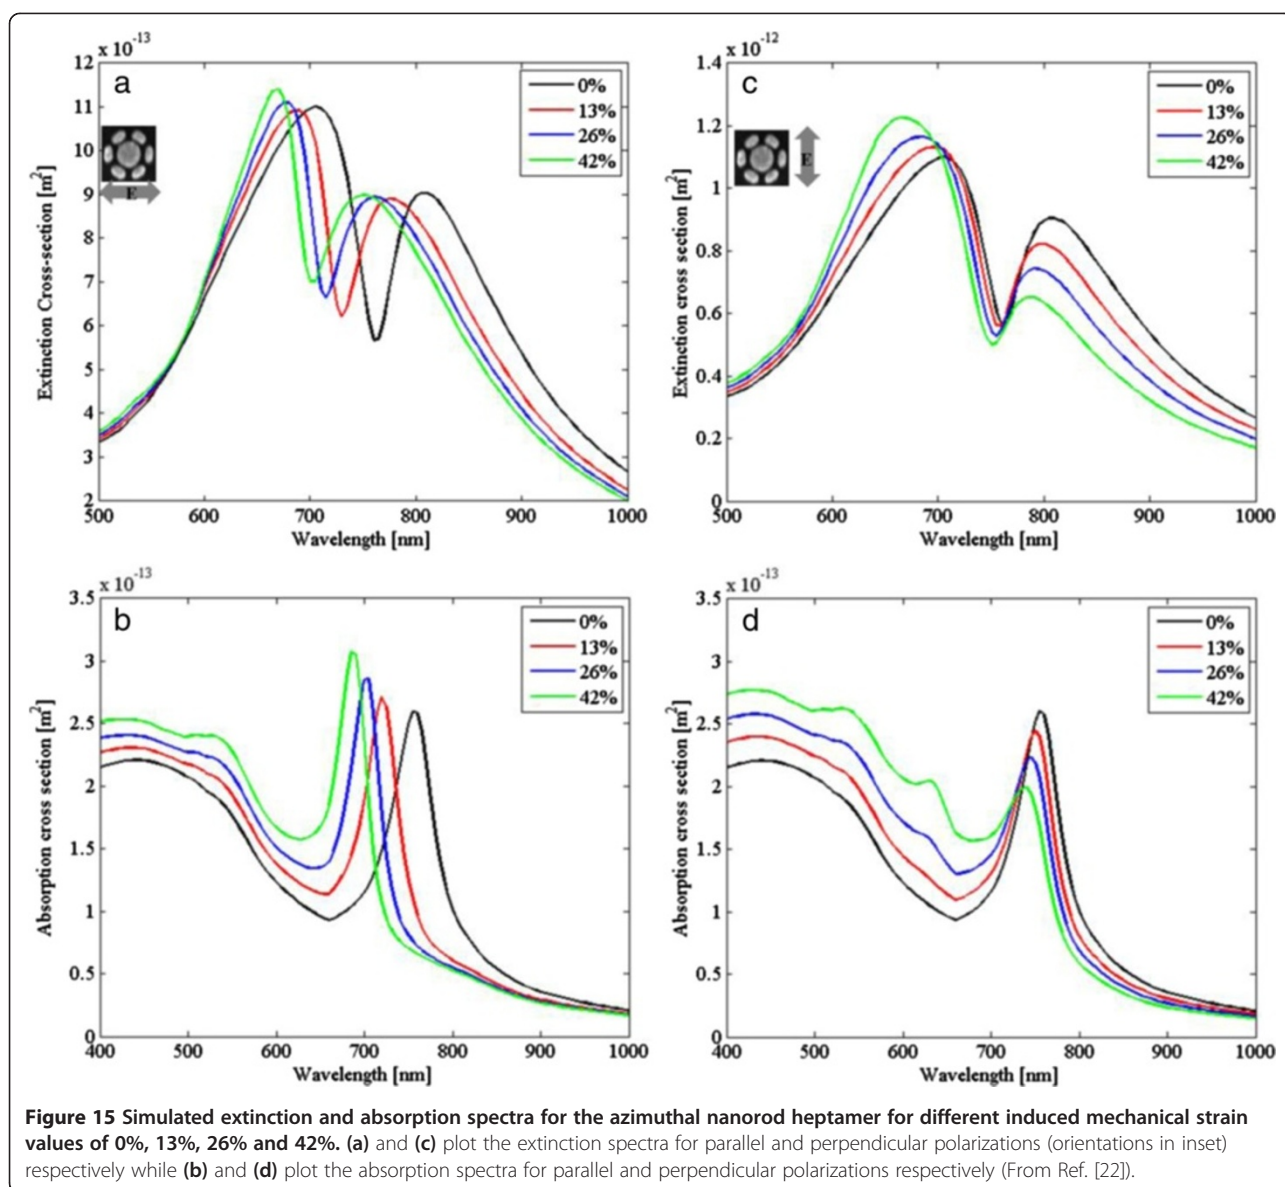 x 10-13
12
11
10
9
8
7
6
5
4
3
2
500 600 700 800 900 1000
Wavelength [nm]
Extinction Cross-section [m2]
a
E
0%
13%
26%
42%
x 10-12
1.4
1.2
1
0.8
0.6
0.4
0.2
0
500 600 700 800 900 1000
Wavelength [nm]
Extinction cross section [m2]
c
E
0%
13%
26%
42%
x 10-13
3.5
3
2.5
2
1.5
1
0.5
0
400 500 600 700 800 900 1000
Wavelength [nm]
Absorption cross section [m2]
b
0%
13%
26%
42%
x 10-13
3.5
3
2.5
2
1.5
1
0.5
0
400 500 600 700 800 900 1000
Wavelength [nm]
Absorption cross section [m2]
d
0%
13%
26%
42%
Figure 15 Simulated extinction and absorption spectra for the azimuthal nanorod heptamer for different induced mechanical strain
values of 0%, 13%, 26% and 42%. (a) and (c) plot the extinction spectra for parallel and perpendicular polarizations (orientations in inset)
respectively while (b) and (d) plot the absorption spectra for parallel and perpendicular polarizations respectively (From Ref. [22]).